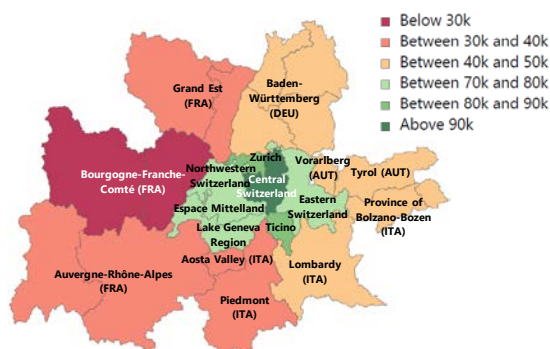 Below 30k
Between 30k and 40k
Between 40k and 50k
Between 70k and 80k
Between 80k and 90k
Above 90k
Grand Est
(FRA)
Baden-
Württemberg
(DEU)
Bourgogne-Franche-
Comté (FRA)
Northwestern
Switzerland
Zurich
Central
Switzerland
Vorarlberg
(AUT)
Tyrol (AUT)
Eastern
Switzerland
Province of
Bolzano-Bozen
(ITA)
Espace Mittelland
Lake Geneva
Region
Ticino
Aosta Valley (ITA)
Lombardy
(ITA)
Auvergne-Rhône-Alpes
(FRA)
Piedmont
(ITA)